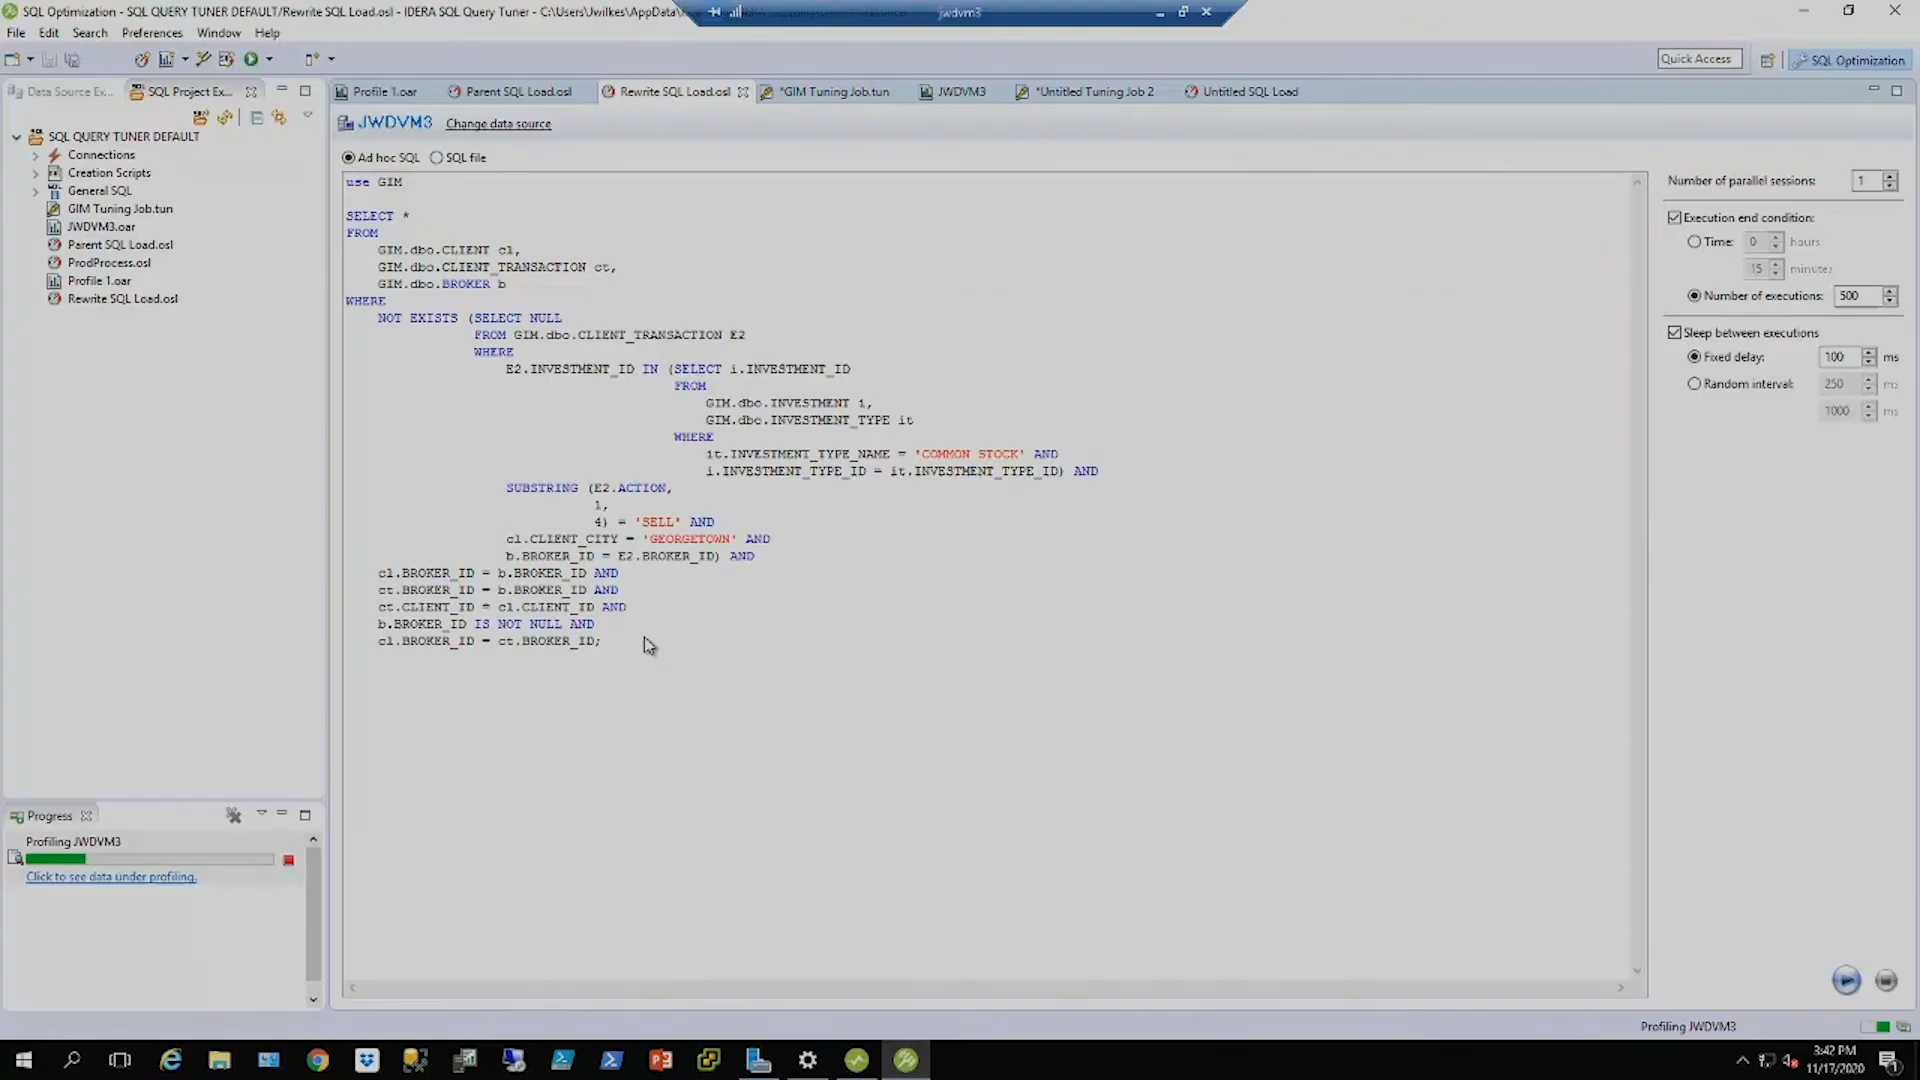 SQL Optimization - SQL QUERY TUNER DEFAULT/Rewrite SQL Load.osl - IDERA SQL Query Tuner - C:\Users\Jwilkes\AppData\
jwdvm3
File Edit Search Preferences Window Help
Quick Access
SQL Optimization
Data Source Ex...
SQL Project Ex...
Profile 1.oar
Parent SQL Load.osl
Rewrite SQL Load.osl
*GIM Tuning Job.tun
JWDVM3
*Untitled Tuning Job 2
Untitled SQL Load
SQL QUERY TUNER DEFAULT
Connections
Creation Scripts
General SQL
GIM Tuning Job.tun
JWDVM3.oar
Parent SQL Load.osl
ProdProcess.osl
Profile 1.oar
Rewrite SQL Load.osl
JWDVM3 Change data source
Ad hoc SQL SQL file
use GIM
SELECT *
FROM
GIM.dbo.CLIENT cl,
GIM.dbo.CLIENT_TRANSACTION ct,
GIM.dbo.BROKER b
WHERE
NOT EXISTS (SELECT NULL
FROM GIM.dbo.CLIENT_TRANSACTION E2
WHERE
E2.INVESTMENT_ID IN (SELECT i.INVESTMENT_ID
FROM
GIM.dbo.INVESTMENT i,
GIM.dbo.INVESTMENT_TYPE it
WHERE
it.INVESTMENT_TYPE_NAME = 'COMMON STOCK' AND
i.INVESTMENT_TYPE_ID = it.INVESTMENT_TYPE_ID) AND
SUBSTRING (E2.ACTION,
1,
4) = 'SELL' AND
cl.CLIENT_CITY = 'GEORGETOWN' AND
b.BROKER_ID = E2.BROKER_ID) AND
cl.BROKER_ID = b.BROKER_ID AND
ct.BROKER_ID = b.BROKER_ID AND
ct.CLIENT_ID = cl.CLIENT_ID AND
b.BROKER_ID IS NOT NULL AND
cl.BROKER_ID = ct.BROKER_ID;
Number of parallel sessions: 1
Execution end condition:
Time: 0 hours
15 minutes
Number of executions: 500
Sleep between executions
Fixed delay: 100 ms
Random interval: 250 ms
1000 ms
Progress
Profiling JWDVM3
Click to see data under profiling.
Profiling JWDVM3
3:42 PM
11/17/2020